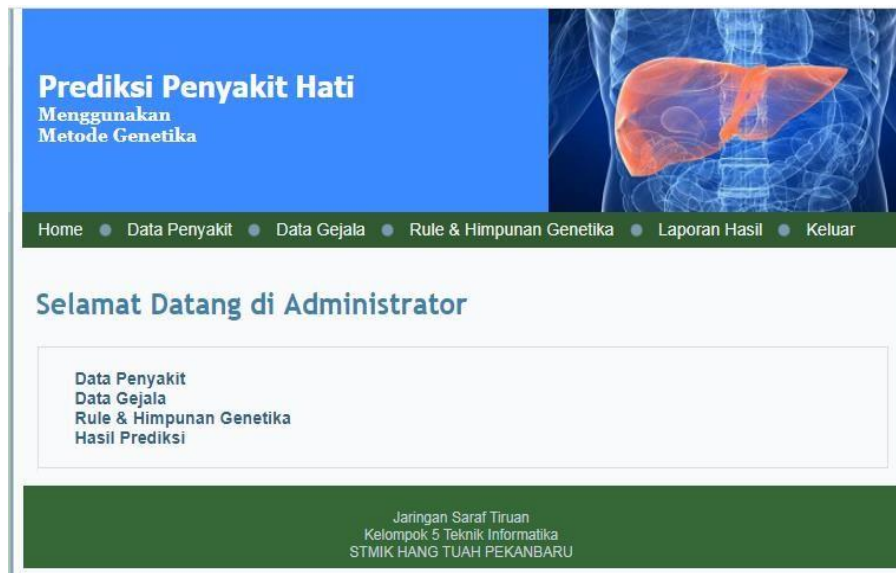 Prediksi Penyakit Hati
Menggunakan
Metode Genetika
Home Data Penyakit Data Gejala Rule & Himpunan Genetika Laporan Hasil Keluar
Selamat Datang di Administrator
Data Penyakit
Data Gejala
Rule & Himpunan Genetika
Hasil Prediksi
Jaringan Saraf Tiruan
Kelompok 5 Teknik Informatika
STMIK HANG TUAH PEKANBARU